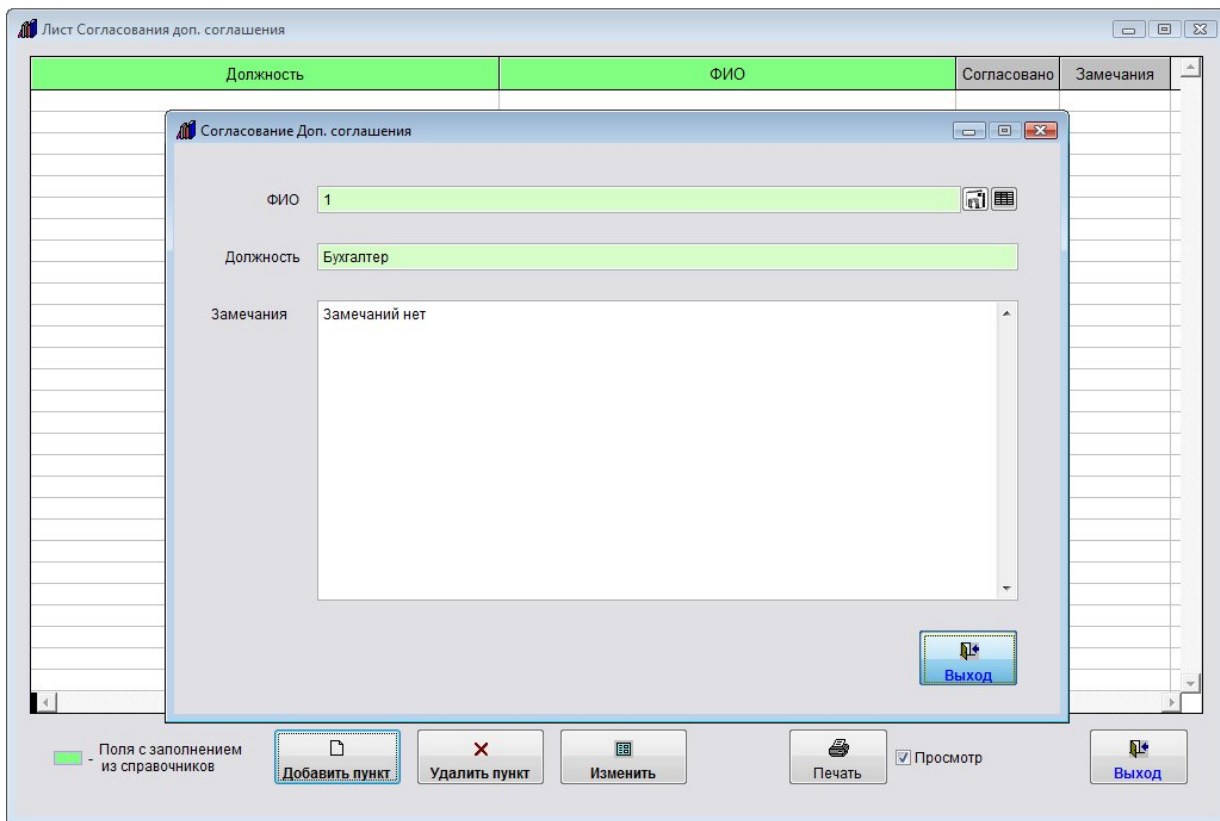 Лист Согласования доп. соглашения
Должность ФИО Согласовано Замечания
Согласование Доп. соглашения
ФИО 1
Должность Бухгалтер
Замечания Замечаний нет
Выход
- Поля с заполнением
из справочников
Добавить пункт Удалить пункт Изменить Печать Просмотр Выход